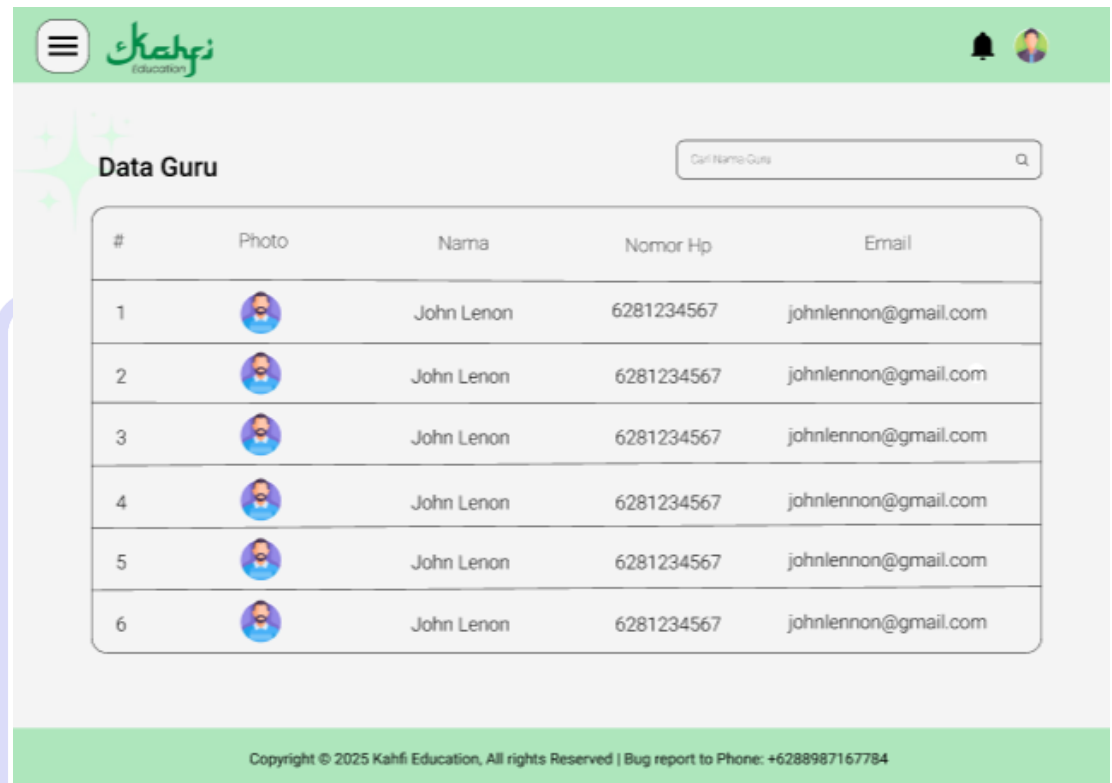 Kahfi
Education
Cari Nama Guru
Data Guru
# Photo Nama Nomor Hp Email
1 John Lenon 6281234567 johnlennon@gmail.com
2 John Lenon 6281234567 johnlennon@gmail.com
3 John Lenon 6281234567 johnlennon@gmail.com
4 John Lenon 6281234567 johnlennon@gmail.com
5 John Lenon 6281234567 johnlennon@gmail.com
6 John Lenon 6281234567 johnlennon@gmail.com
Copyright © 2025 Kahfi Education, All rights Reserved | Bug report to Phone: +6288987167784